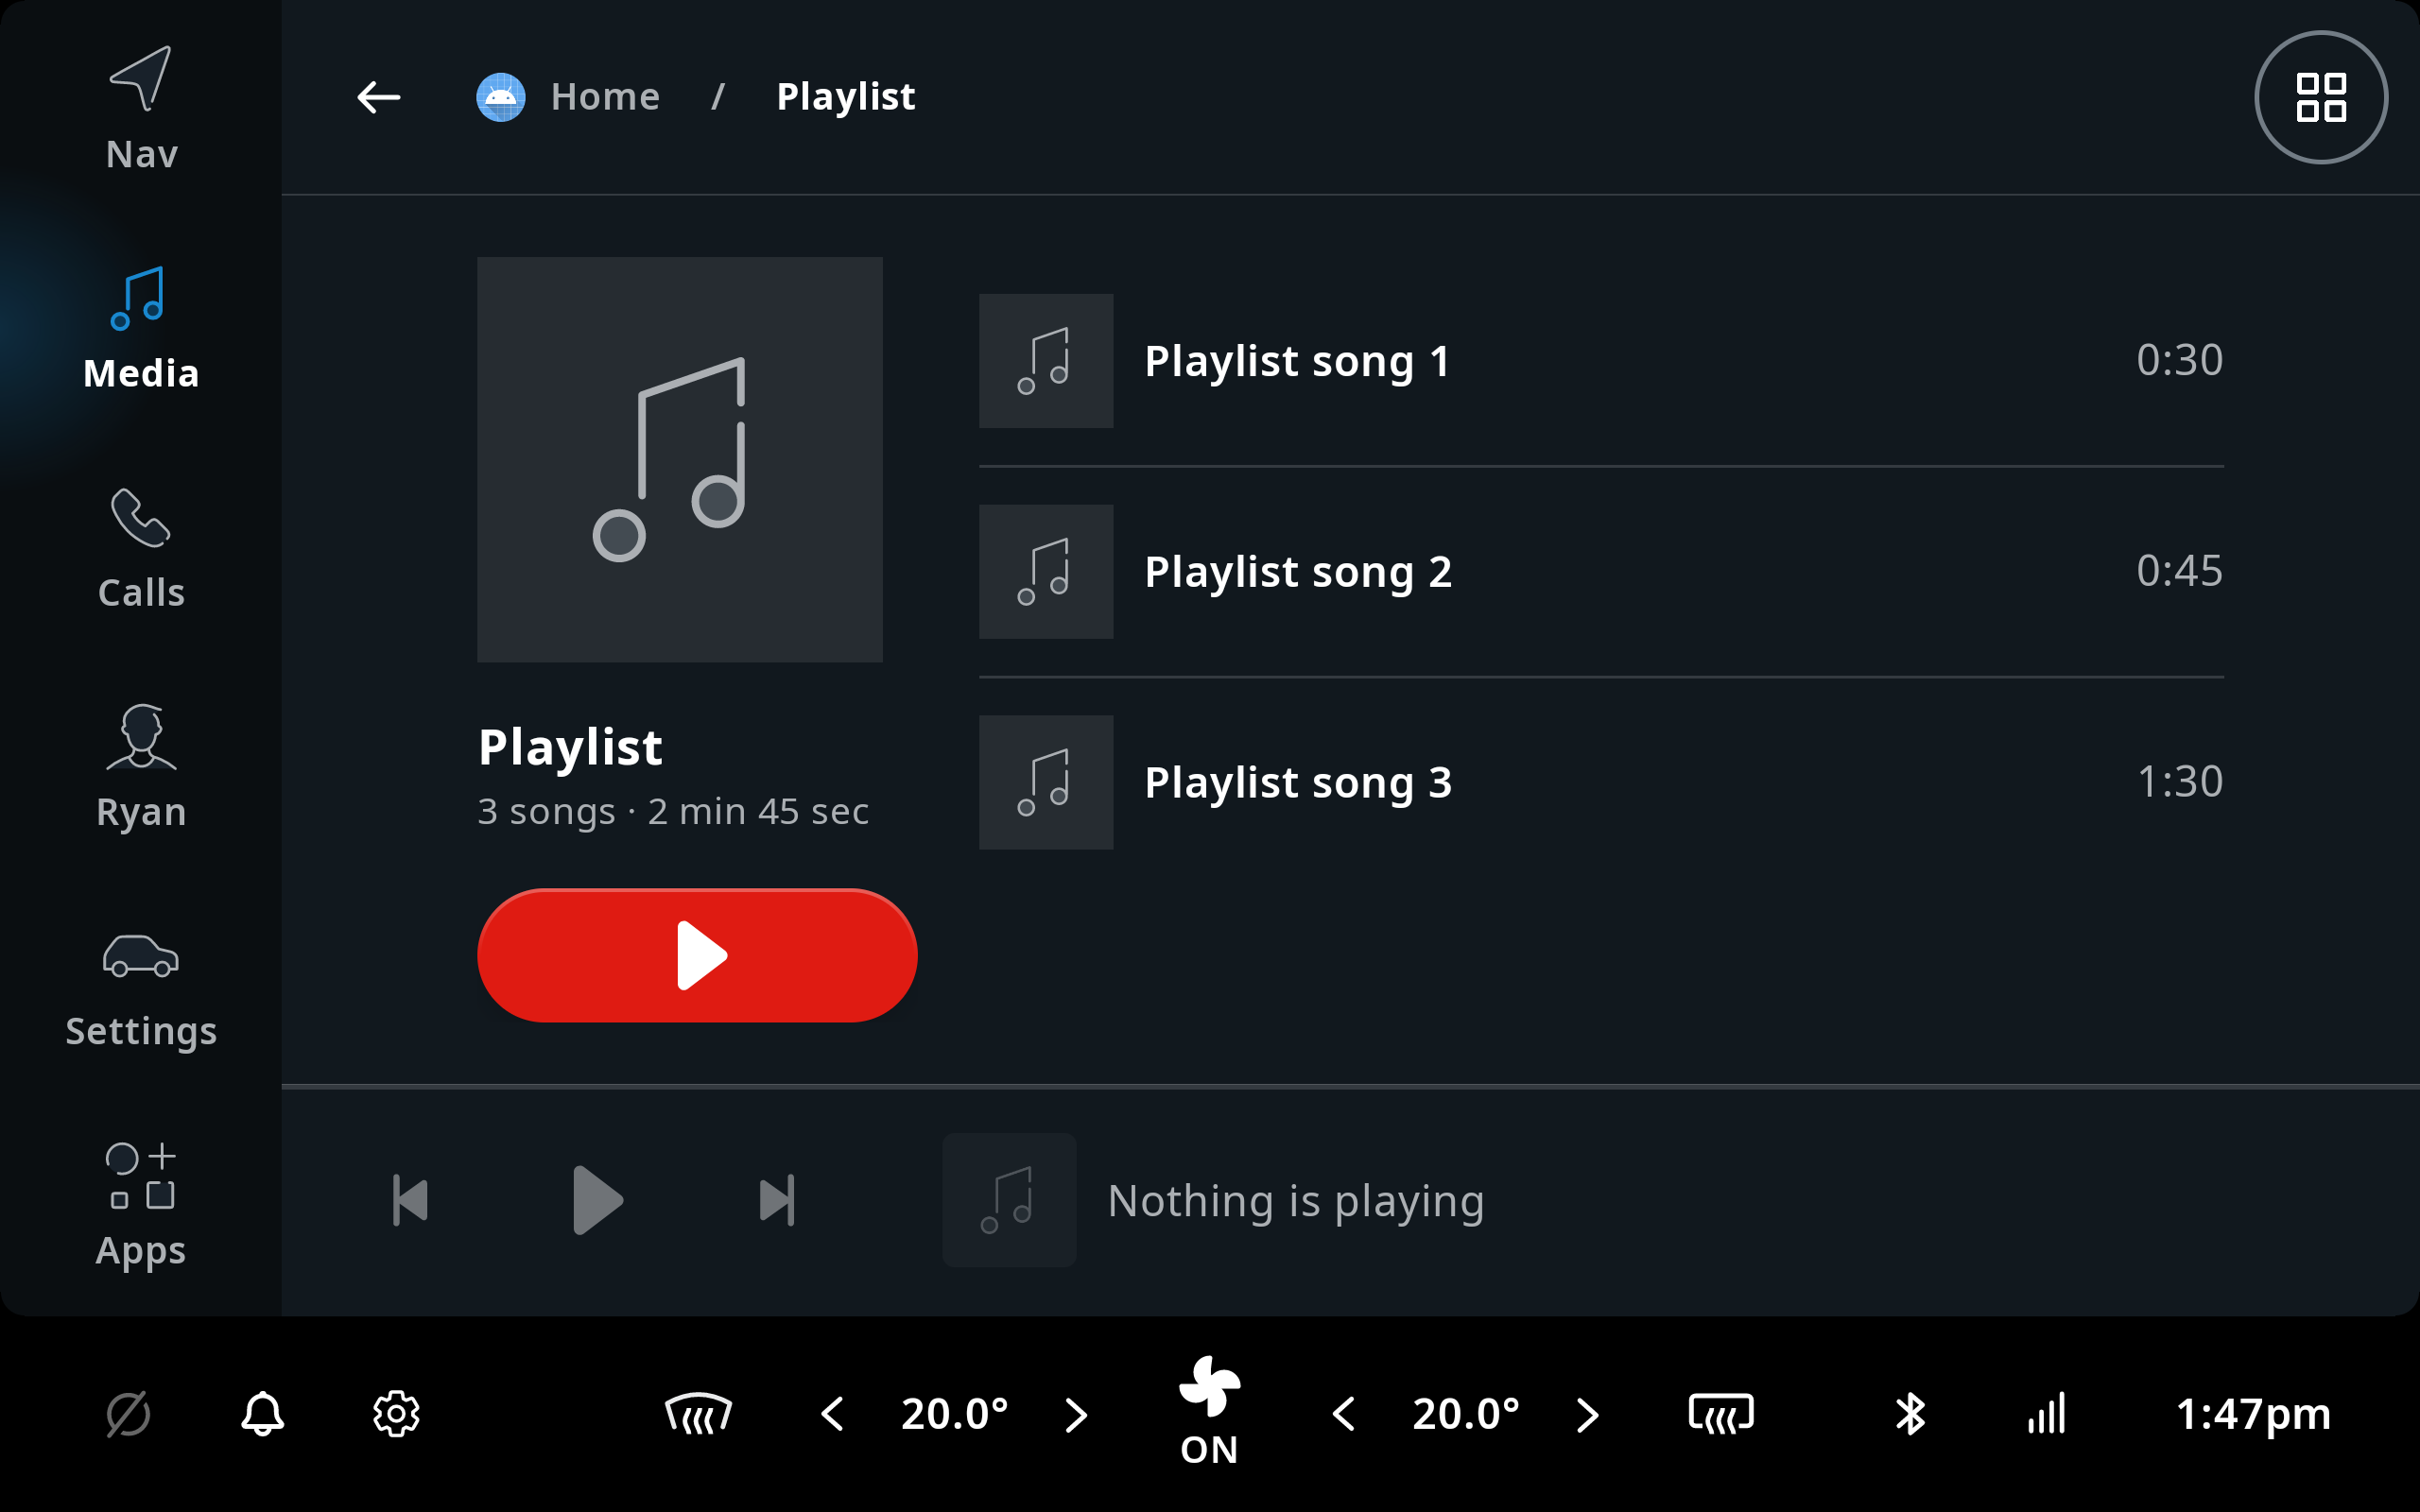 Nav
Media
Calls
Ryan
Settings
Apps
Home / Playlist
Playlist
3 songs · 2 min 45 sec
Playlist song 1 0:30
Playlist song 2 0:45
Playlist song 3 1:30
Nothing is playing
20.0°
ON
20.0°
1:47pm